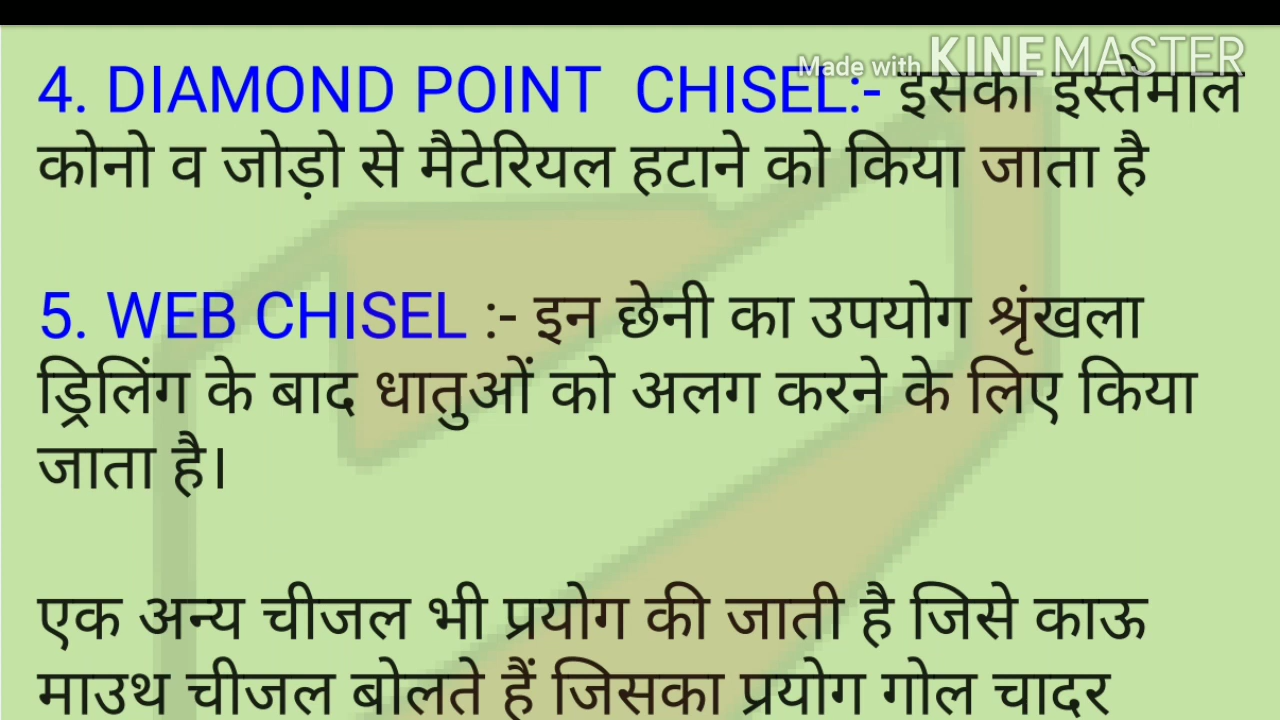 Made with KINEMASTER
4. DIAMOND POINT CHISEL:- इसका इस्तेमाल
कोनो व जोड़ो से मैटेरियल हटाने को किया जाता है
5. WEB CHISEL :- इन छेनी का उपयोग श्रृंखला
ड्रिलिंग के बाद धातुओं को अलग करने के लिए किया
जाता है।
एक अन्य चीजल भी प्रयोग की जाती है जिसे काऊ
माउथ चीजल बोलते हैं जिसका प्रयोग गोल चादर